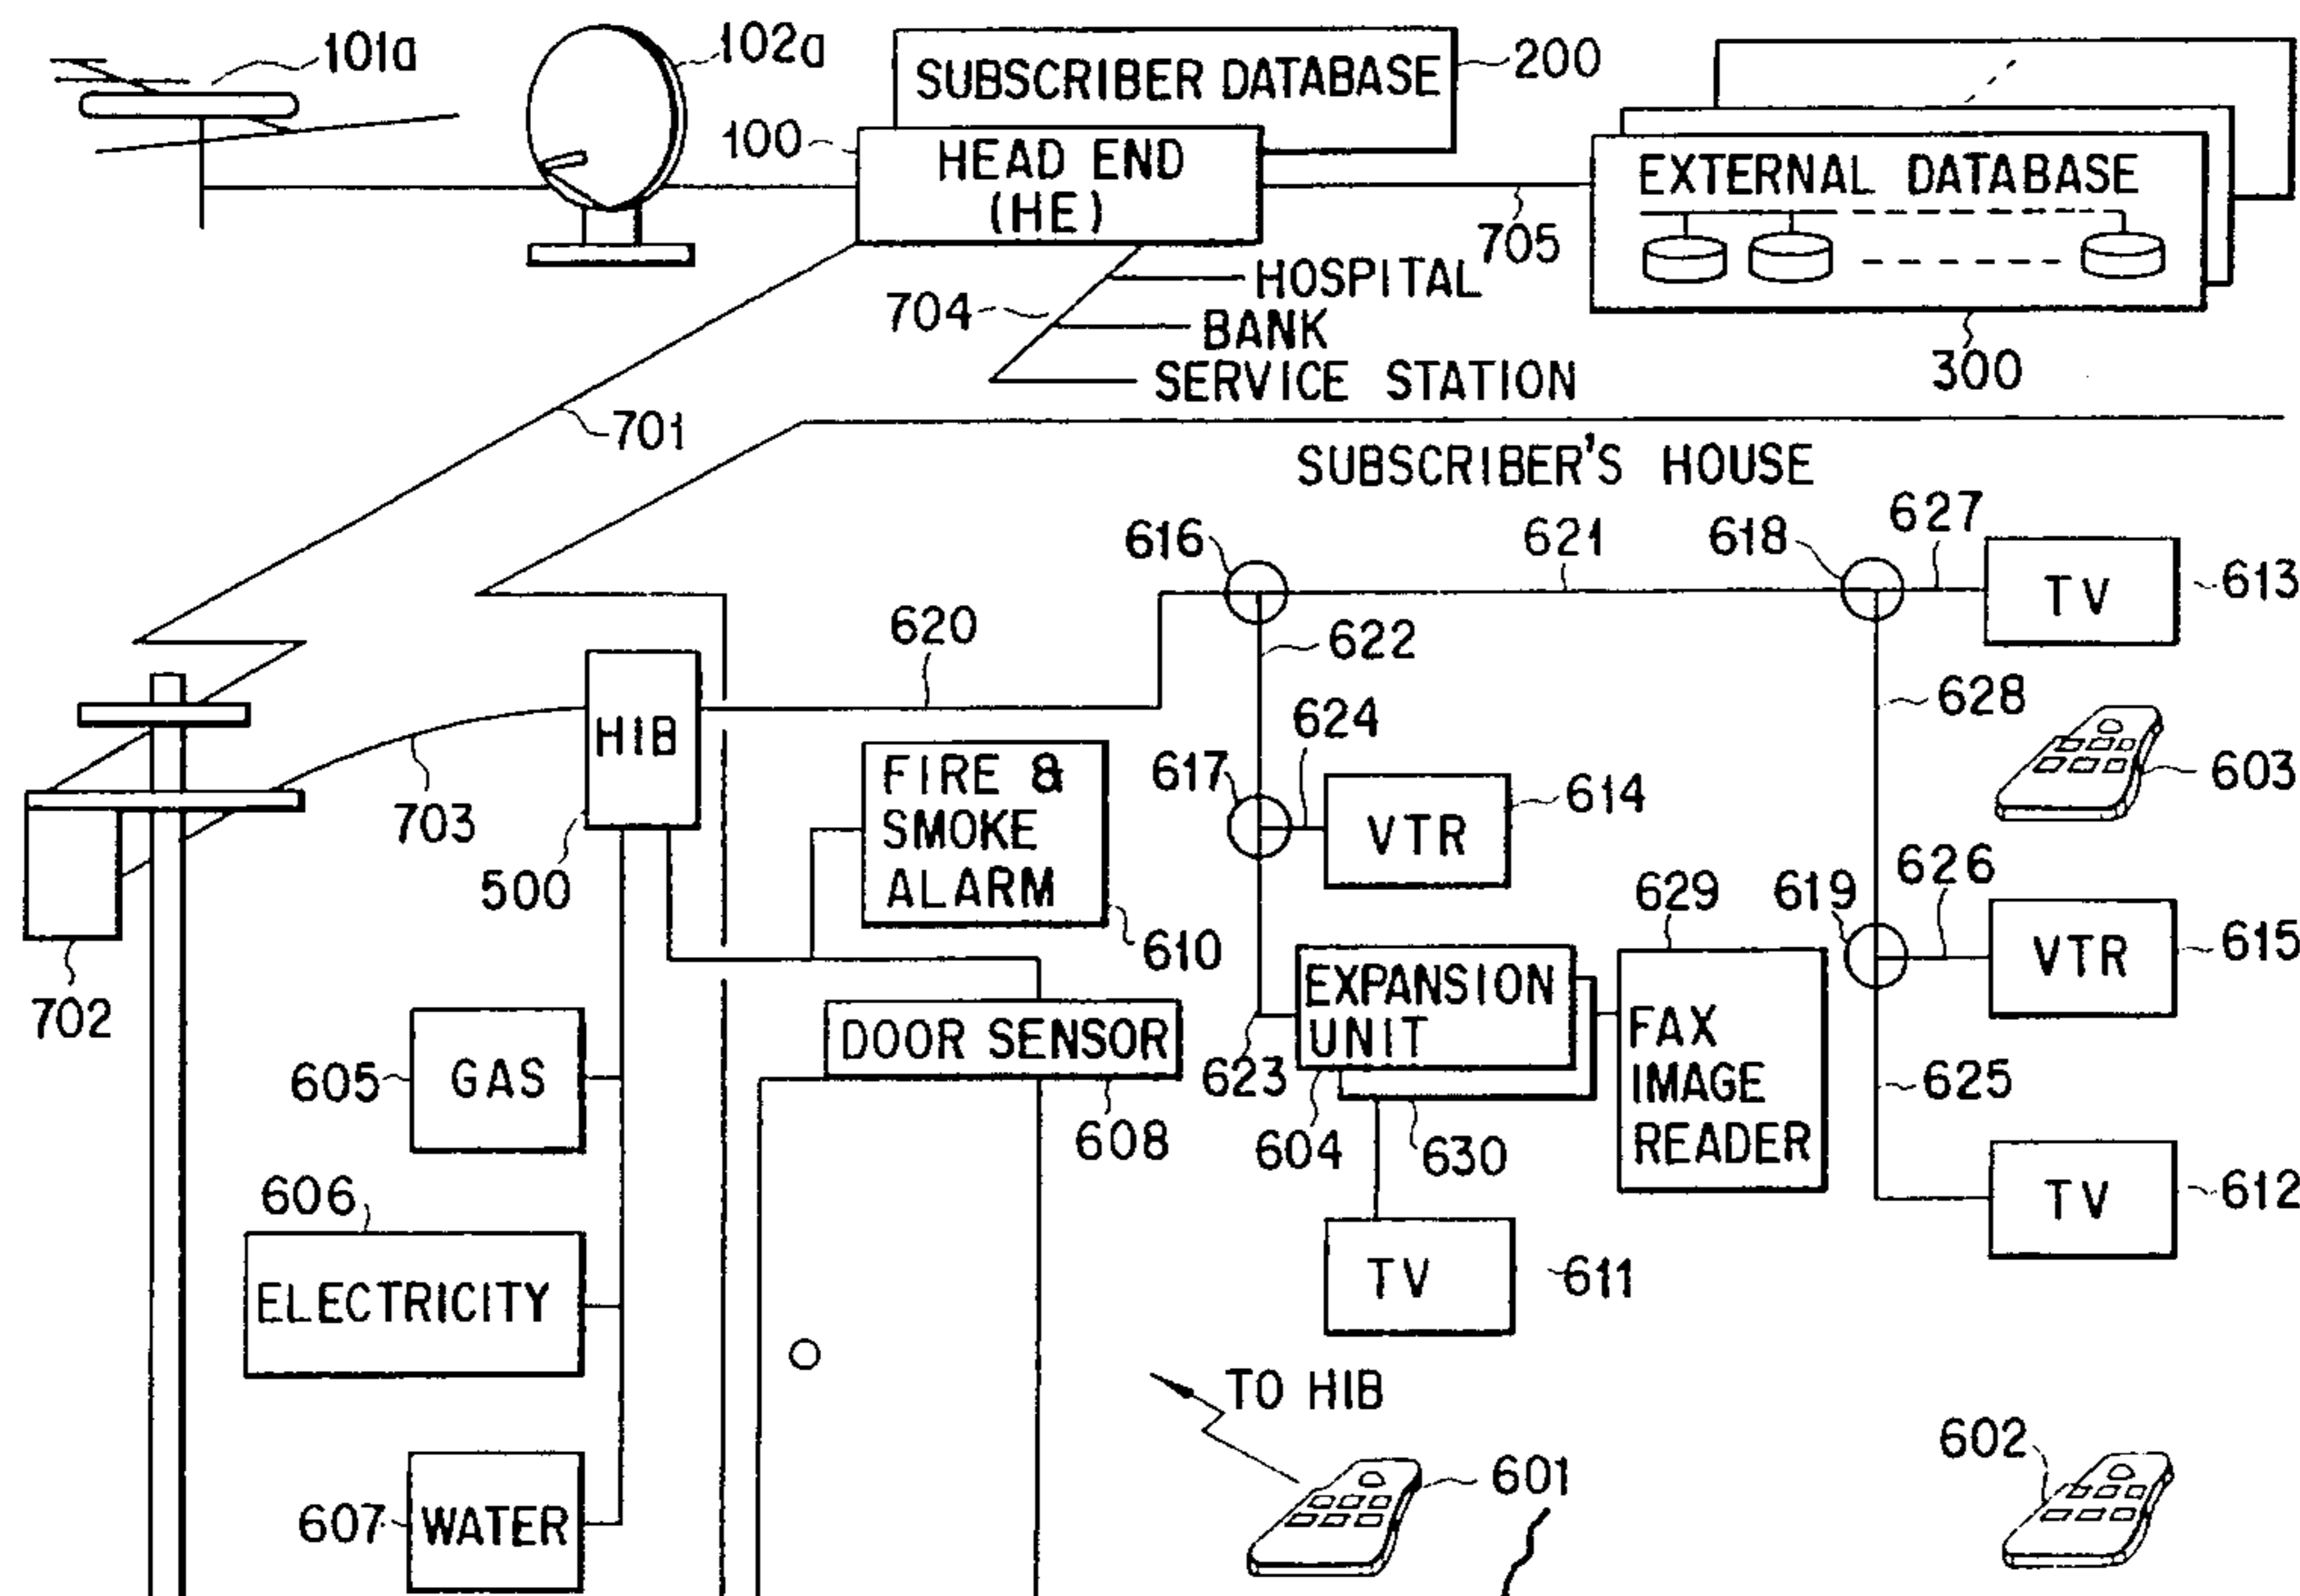 101a
102a
SUBSCRIBER DATABASE
200
100
HEAD END
(HE)
EXTERNAL DATABASE
705
300
704
HOSPITAL
BANK
SERVICE STATION
701
SUBSCRIBER'S HOUSE
616
621
618
627
TV
613
620
622
628
HIB
624
603
617
FIRE &
SMOKE
ALARM
VTR
614
703
500
610
629
619
626
VTR
615
702
EXPANSION
UNIT
FAX
IMAGE
READER
DOOR SENSOR
623
625
605
GAS
608
604
630
606
TV
612
ELECTRICITY
TV
611
TO HIB
601
602
607
WATER